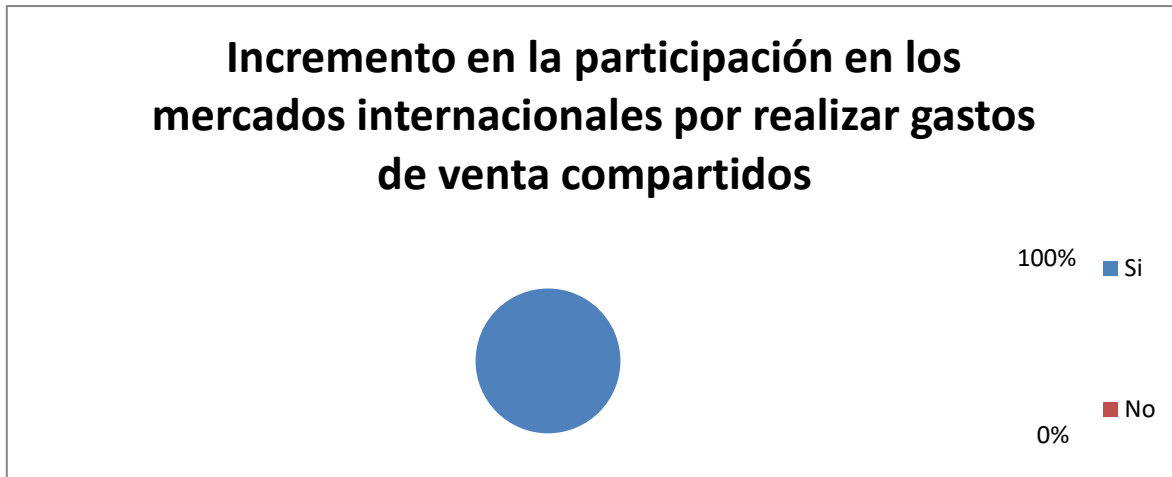 Incremento en la participación en los
mercados internacionales por realizar gastos
de venta compartidos
100%
Si
No
0%